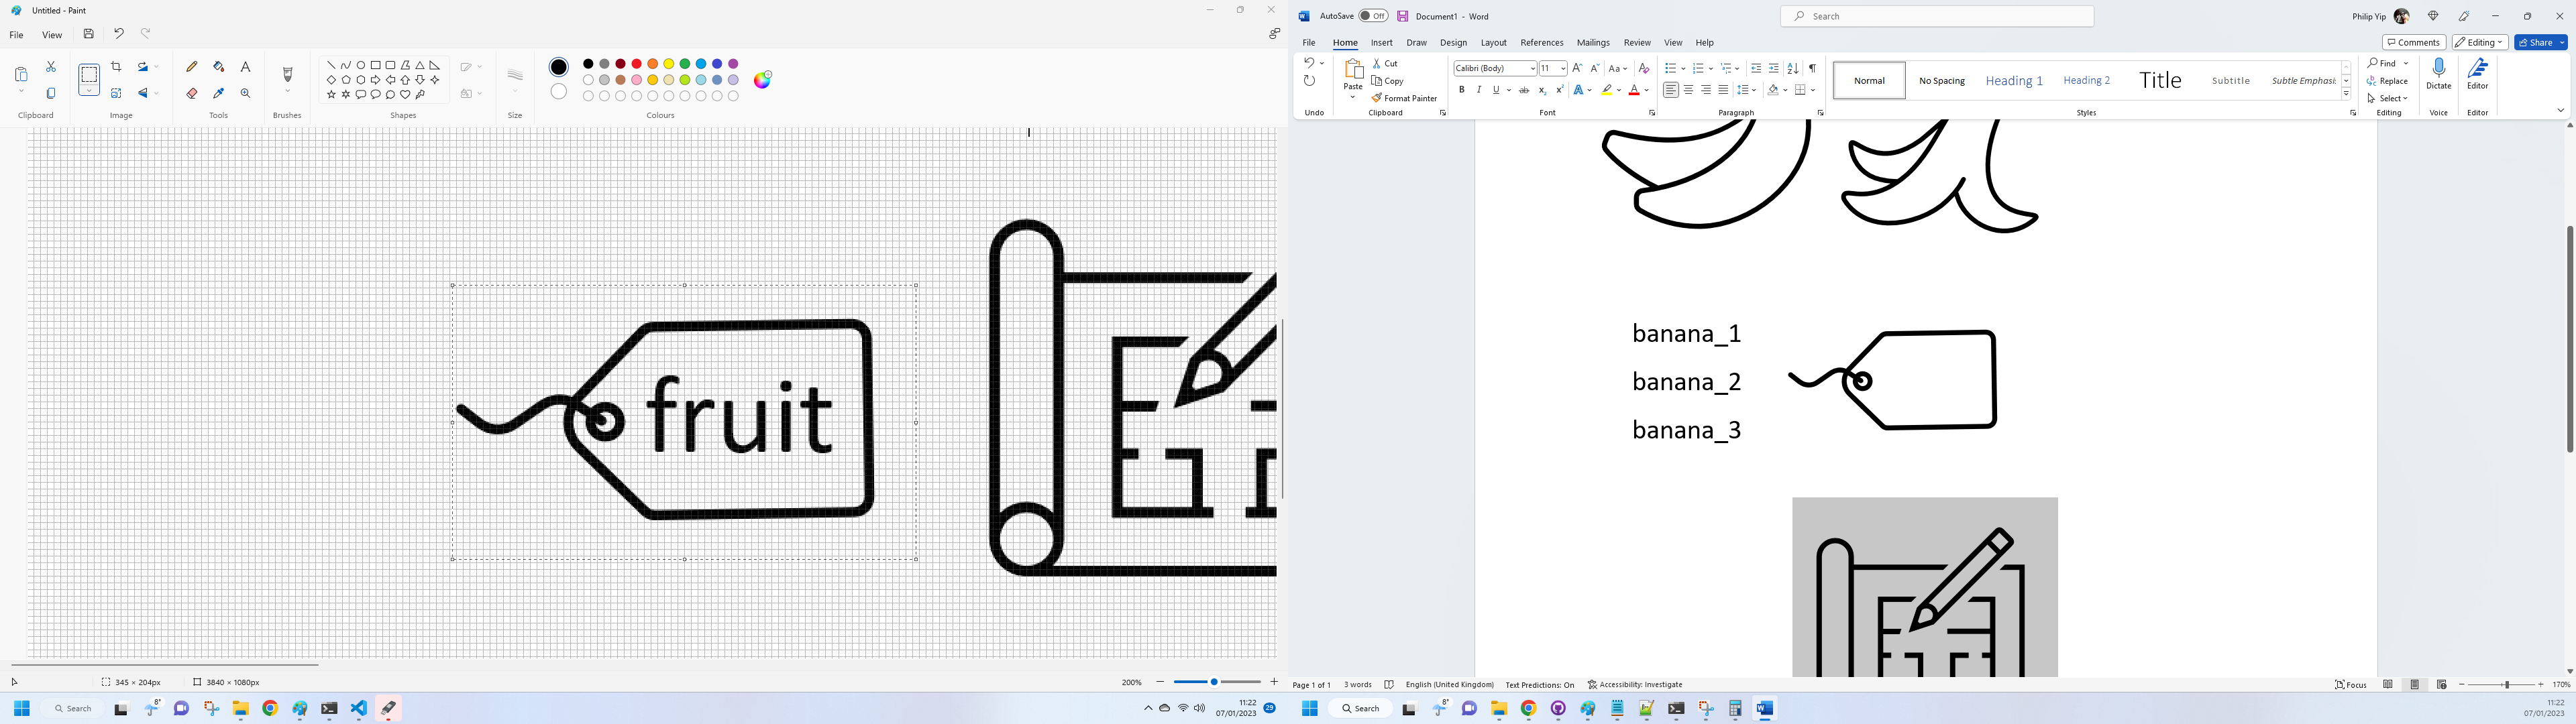 Untitled - Paint
File
View
Clipboard
Image
Tools
Brushes
Shapes
Size
Colours
fruit
345 × 204px
3840 × 1080px
200%
Search
8°
11:22
07/01/2023
29
AutoSave
Off
Document1 - Word
Search
Philip Yip
File
Home
Insert
Draw
Design
Layout
References
Mailings
Review
View
Help
Comments
Editing
Share
Undo
Paste
Cut
Copy
Format Painter
Clipboard
Calibri (Body)
11
Font
Paragraph
Normal
No Spacing
Heading 1
Heading 2
Title
Subtitle
Subtle Emphasis
Styles
Find
Replace
Select
Editing
Dictate
Voice
Editor
Editor
banana_1
banana_2
banana_3
Page 1 of 1
3 words
English (United Kingdom)
Text Predictions: On
Accessibility: Investigate
Focus
170%
Search
8°
11:22
07/01/2023